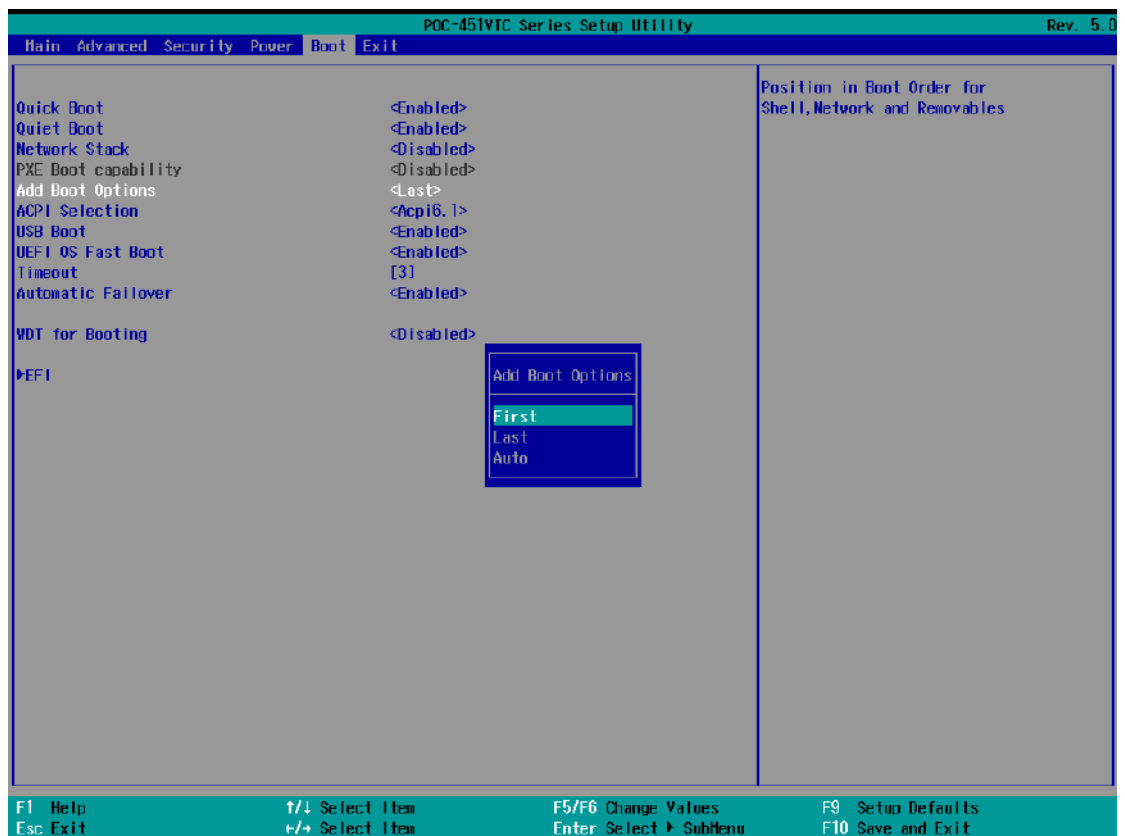 POC-451VTC Series Setup Utility Rev. 5.0
Main Advanced Security Power Boot Exit
Position in Boot Order for
Shell,Network and Removables
Quick Boot <Enabled>
Quiet Boot <Enabled>
Network Stack <Disabled>
PXE Boot capability <Disabled>
Add Boot Options <Last>
ACPI Selection <Acpi6.1>
USB Boot <Enabled>
UEFI OS Fast Boot <Enabled>
Timeout [3]
Automatic Failover <Enabled>
WDT for Booting <Disabled>
▶EFI
Add Boot Options
First
Last
Auto
F1 Help ↑/↓ Select Item F5/F6 Change Values F9 Setup Defaults
Esc Exit ←/→ Select Item Enter Select ▶ SubMenu F10 Save and Exit